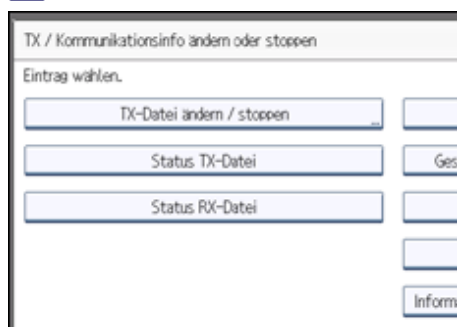 TX / Kommunikationsinfo ändern oder stoppen
Eintrag wählen.
TX-Datei ändern / stoppen
Status TX-Datei
Ges
Status RX-Datei
Inform